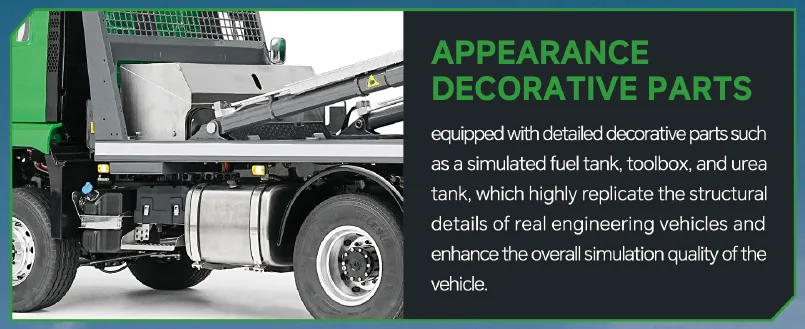 APPEARANCE
DECORATIVE PARTS
equipped with detailed decorative parts such
as a simulated fuel tank, toolbox, and urea
tank, which highly replicate the structural
details of real engineering vehicles and
enhance the overall simulation quality of the
vehicle.